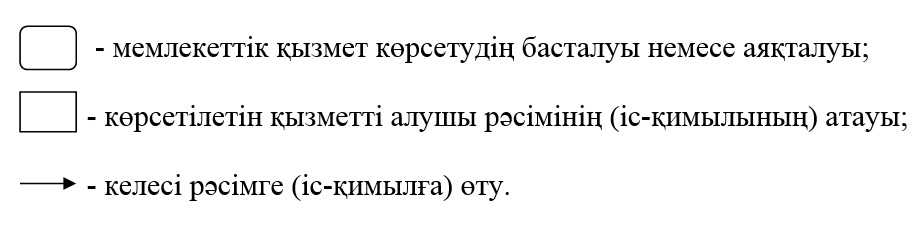 - мемлекеттік қызмет көрсетудің басталуы немесе аяқталуы;
- көрсетілетін қызметті алушы рәсімінің (іс-қимылының) атауы;
- келесі рәсімге (іс-қимылға) өту.